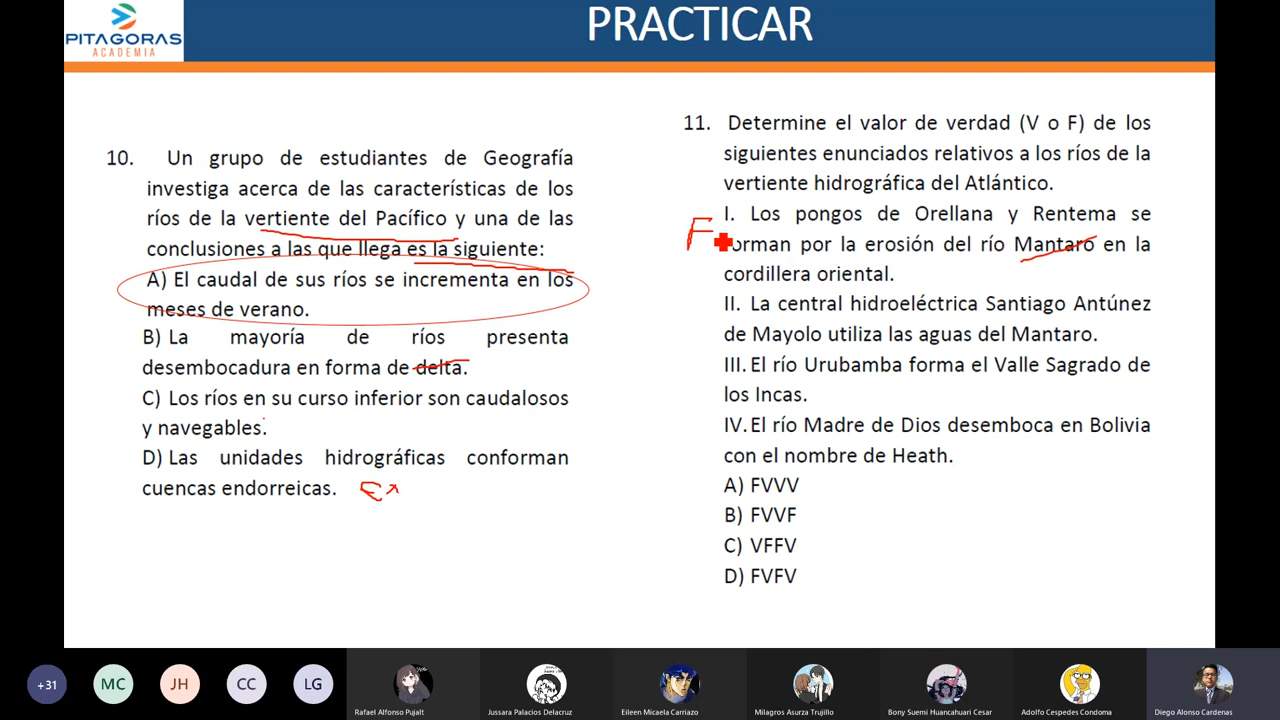 PITAGORAS
ACADEMIA
PRACTICAR
10. Un grupo de estudiantes de Geografía
investiga acerca de las características de los
ríos de la vertiente del Pacífico y una de las
conclusiones a las que llega es la siguiente:
A) El caudal de sus ríos se incrementa en los
meses de verano.
B) La mayoría de ríos presenta
desembocadura en forma de delta.
C) Los ríos en su curso inferior son caudalosos
y navegables.
D) Las unidades hidrográficas conforman
cuencas endorreicas. Ex
11. Determine el valor de verdad (V o F) de los
siguientes enunciados relativos a los ríos de la
vertiente hidrográfica del Atlántico.
I. Los pongos de Orellana y Rentema se
F forman por la erosión del río Mantaro en la
cordillera oriental.
II. La central hidroeléctrica Santiago Antúnez
de Mayolo utiliza las aguas del Mantaro.
III. El río Urubamba forma el Valle Sagrado de
los Incas.
IV. El río Madre de Dios desemboca en Bolivia
con el nombre de Heath.
A) FVVV
B) FVVF
C) VFFV
D) FVFV
+31
MC
JH
CC
LG
Rafael Alfonso Pujalt
Jussara Palacios Delacruz
Eileen Micaela Carriazo
Milagros Asurza Trujillo
Bony Suemi Huancahuari Cesar
Adolfo Cespedes Condoma
Diego Alonso Cardenas